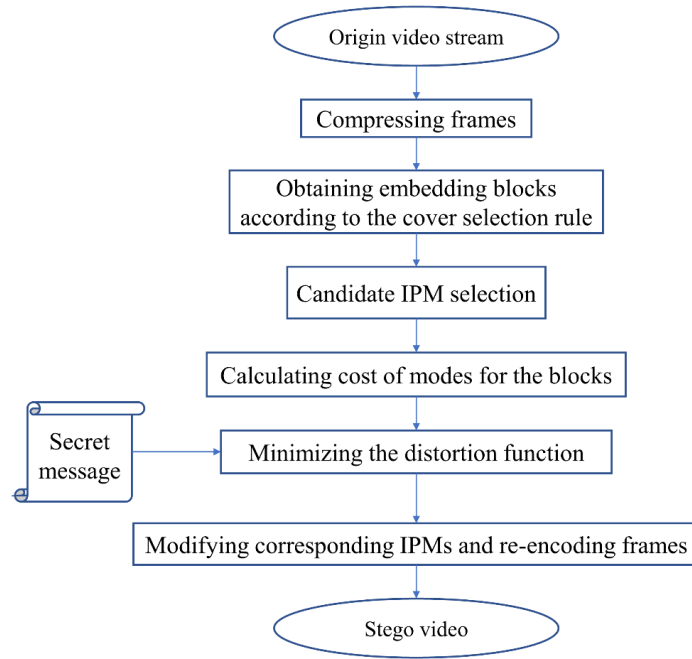 Origin video stream
Compressing frames
Obtaining embedding blocks
according to the cover selection rule
Candidate IPM selection
Calculating cost of modes for the blocks
Secret
message
Minimizing the distortion function
Modifying corresponding IPMs and re-encoding frames
Stego video